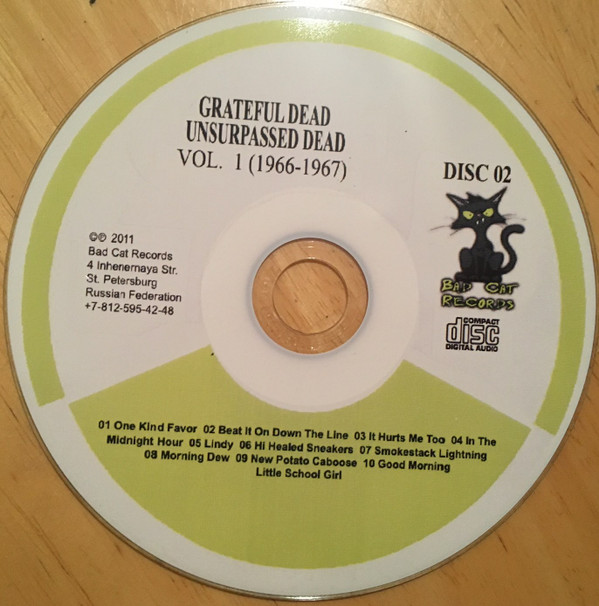 GRATEFUL DEAD
UNSURPASSED DEAD
VOL. 1 (1966-1967)
DISC 02
BAD CAT
RECORDS
COMPACT
disc
DIGITAL AUDIO
©℗ 2011
Bad Cat Records
4 Inhenernaya Str.
St. Petersburg
Russian Federation
+7-812-595-42-48
01 One Kind Favor 02 Beat It On Down The Line 03 It Hurts Me Too 04 In The
Midnight Hour 05 Lindy 06 Hi Healed Sneakers 07 Smokestack Lightning
08 Morning Dew 09 New Potato Caboose 10 Good Morning
Little School Girl